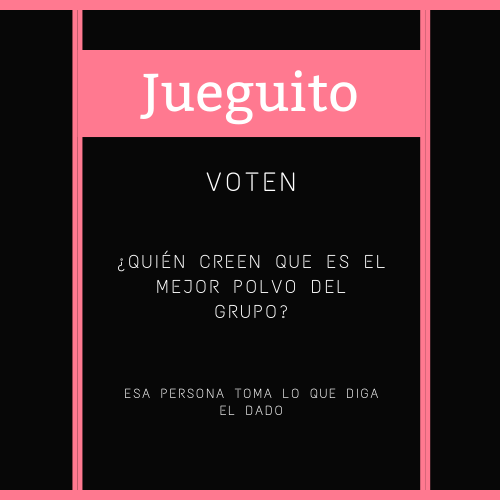 Jueguito
VOTEN
¿QUIÉN CREEN QUE ES EL
MEJOR POLVO DEL
GRUPO?
ESA PERSONA TOMA LO QUE DIGA
EL DADO